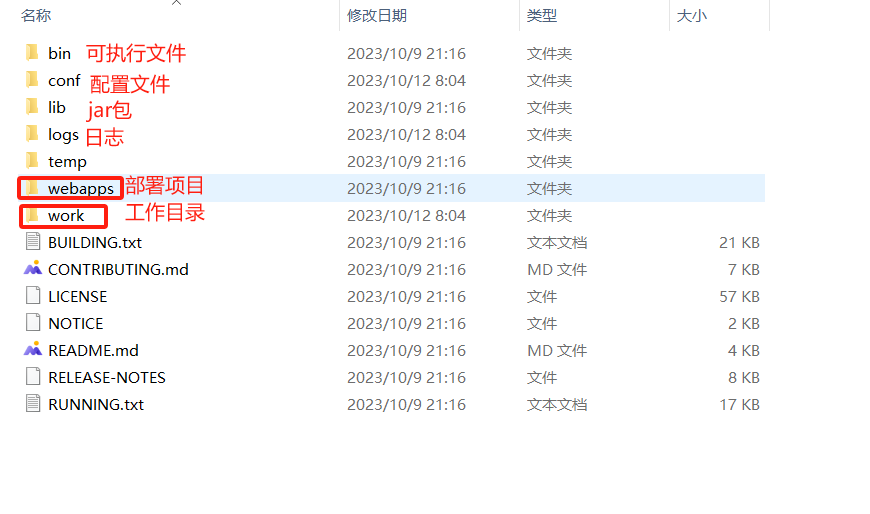 名称 修改日期 类型 大小
bin 可执行文件 2023/10/9 21:16 文件夹
conf 配置文件 2023/10/12 8:04 文件夹
lib jar包 2023/10/9 21:16 文件夹
logs 日志 2023/10/12 8:04 文件夹
temp 2023/10/9 21:16 文件夹
webapps 部署项目 2023/10/9 21:16 文件夹
work 工作目录 2023/10/12 8:04 文件夹
BUILDING.txt 2023/10/9 21:16 文本文档 21 KB
CONTRIBUTING.md 2023/10/9 21:16 MD 文件 7 KB
LICENSE 2023/10/9 21:16 文件 57 KB
NOTICE 2023/10/9 21:16 文件 2 KB
README.md 2023/10/9 21:16 MD 文件 4 KB
RELEASE-NOTES 2023/10/9 21:16 文件 8 KB
RUNNING.txt 2023/10/9 21:16 文本文档 17 KB